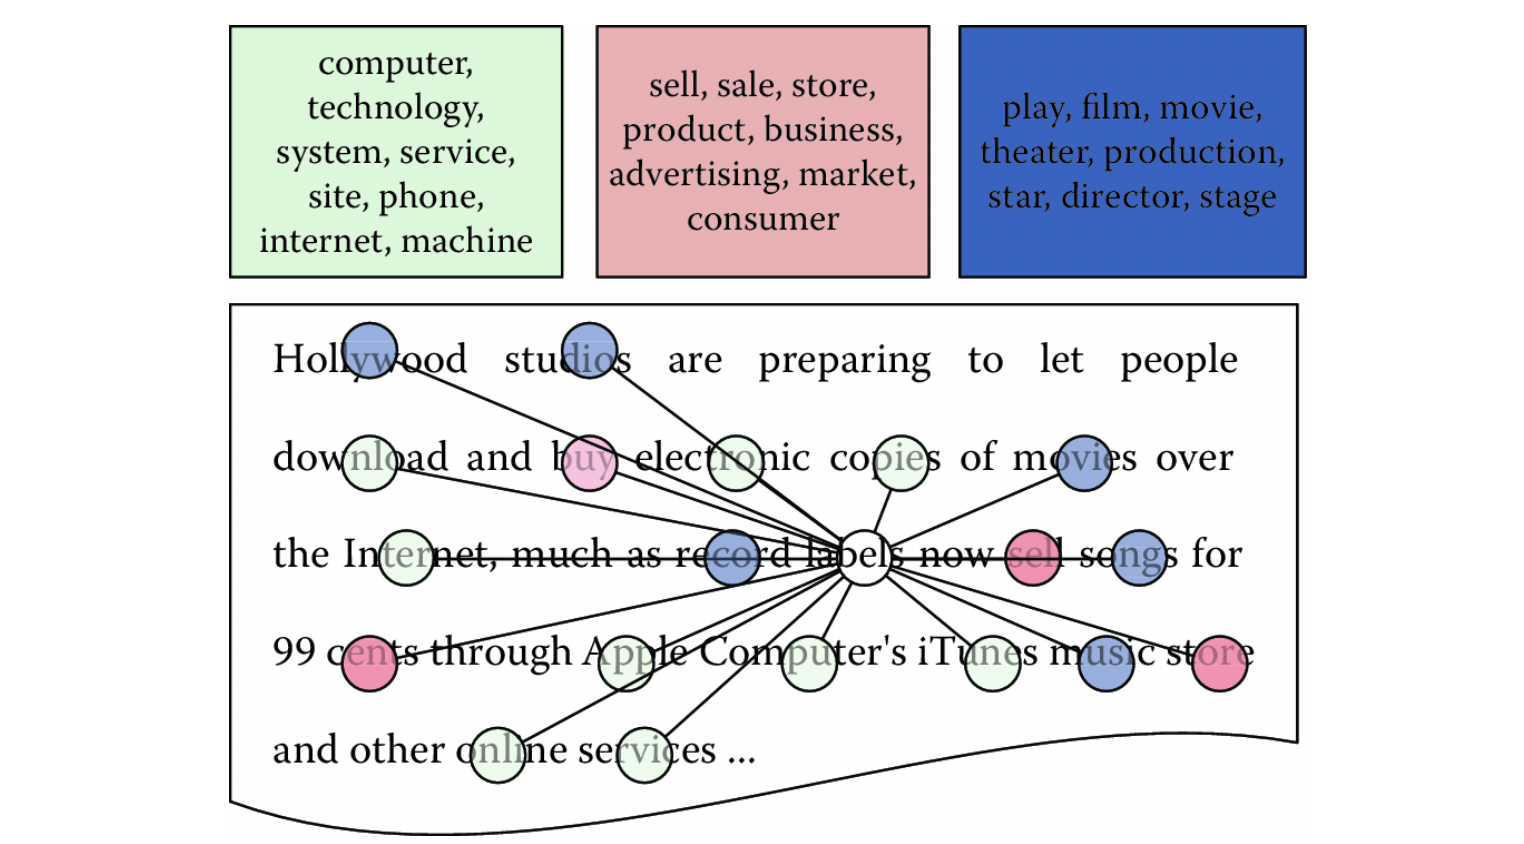 computer,
technology,
system, service,
site, phone,
internet, machine
sell, sale, store,
product, business,
advertising, market,
consumer
play, film, movie,
theater, production,
star, director, stage
Hollywood studios are preparing to let people
download and buy electronic copies of movies over
the Internet, much as record labels now sell songs for
99 cents through Apple Computer's iTunes music store
and other online services ...